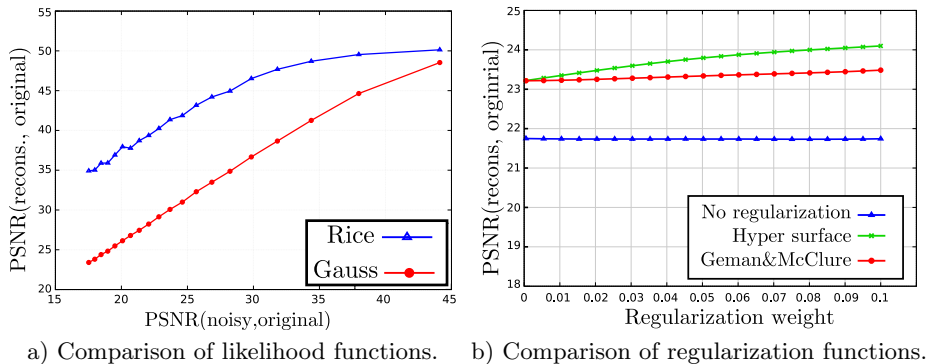 PSNR(recons., original)
55
50
45
40
35
30
25
20
15 20 25 30 35 40 45
PSNR(noisy,original)
Rice
Gauss
a) Comparison of likelihood functions.
PSNR(recons, orginrial)
25
24
23
22
21
20
19
18
0 0.01 0.02 0.03 0.04 0.05 0.06 0.07 0.08 0.09 0.1
Regularization weight
No regularization
Hyper surface
Geman&McClure
b) Comparison of regularization functions.